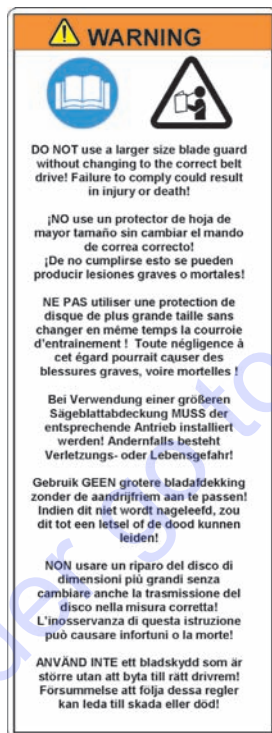 WARNING
DO NOT use a larger size blade guard
without changing to the correct belt
drive! Failure to comply could result
in injury or death!
¡NO use un protector de hoja de
mayor tamaño sin cambiar el mando
de correa correcto!
¡De no cumplirse esto se pueden
producir lesiones graves o mortales!
NE PAS utiliser une protection de
disque de plus grande taille sans
changer en même temps la courroie
d'entraînement ! Toute négligence à
cet égard pourrait causer des
blessures graves, voire mortelles !
Bei Verwendung einer größeren
Sägeblattabdeckung MUSS der
entsprechende Antrieb installiert
werden! Andernfalls besteht
Verletzungs- oder Lebensgefahr!
Gebruik GEEN grotere bladafdekking
zonder de aandrijfriem aan te passen!
Indien dit niet wordt nageleefd, zou
dit tot een letsel of de dood kunnen
leiden!
NON usare un riparo del disco di
dimensioni più grandi senza
cambiare anche la trasmissione del
disco nella misura corretta!
L'inosservanza di questa istruzione
può causare infortuni o la morte!
ANVÄND INTE ett bladskydd som är
större utan att byta till rätt drivrem!
Försummelse att följa dessa regler
kan leda till skada eller död!